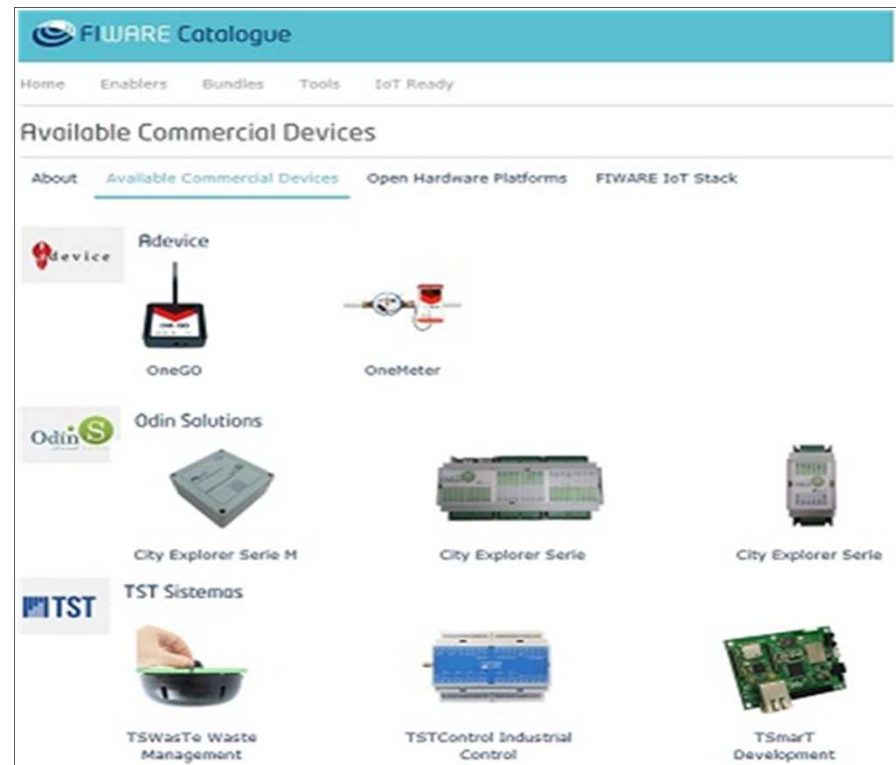 FIWARE Catalogue
Home Enablers Bundles Tools IoT Ready
Available Commercial Devices
About Available Commercial Devices Open Hardware Platforms FIWARE IoT Stack
Adevice
Adevice
OneGO OneMeter
OdinS
Odin Solutions
City Explorer Serie M City Explorer Serie City Explorer Serie
TST
TST Sistemas
TSWasTe Waste Management
TSTControl Industrial Control
TSmarT Development